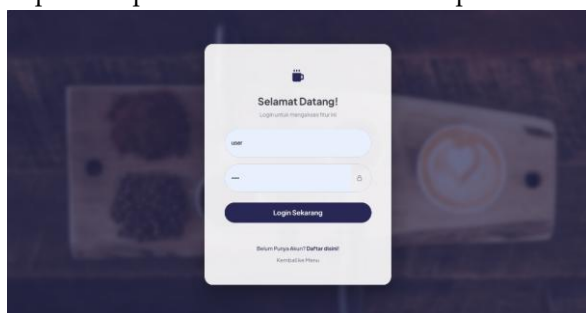 Selamat Datang!
Login untuk mengakses fitur ini
user
Login Sekarang
Belum Punya Akun? Daftar disini!
Kembali ke Menu